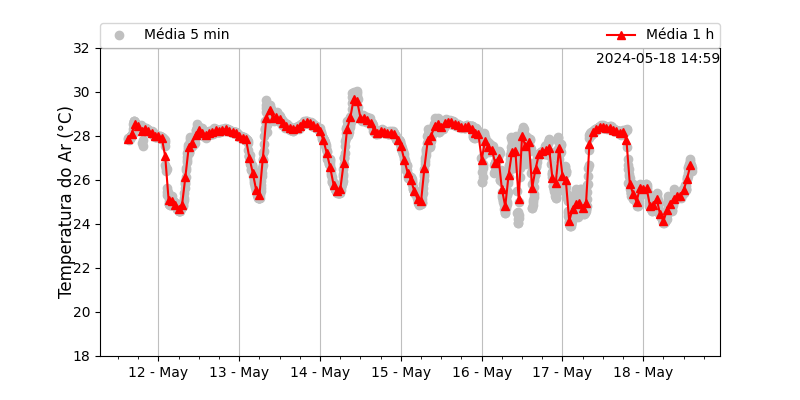 Média 5 min
Média 1 h
2024-05-18 14:59
Temperatura do Ar (°C)
32
30
28
26
24
22
20
18
12 - May
13 - May
14 - May
15 - May
16 - May
17 - May
18 - May